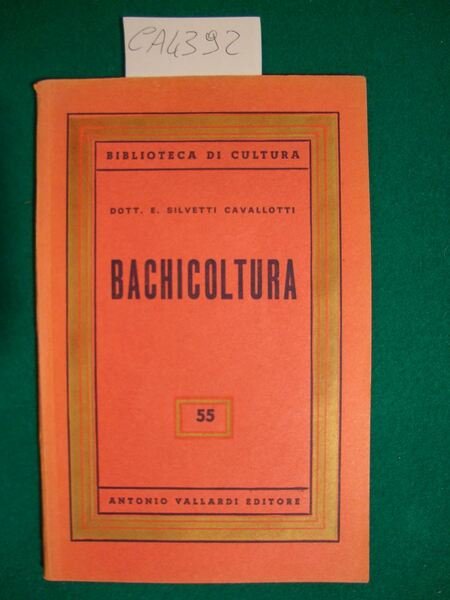 CA4392
BIBLIOTECA DI CULTURA
DOTT. E. SILVETTI CAVALLOTTI
BACHICOLTURA
55
ANTONIO VALLARDI EDITORE